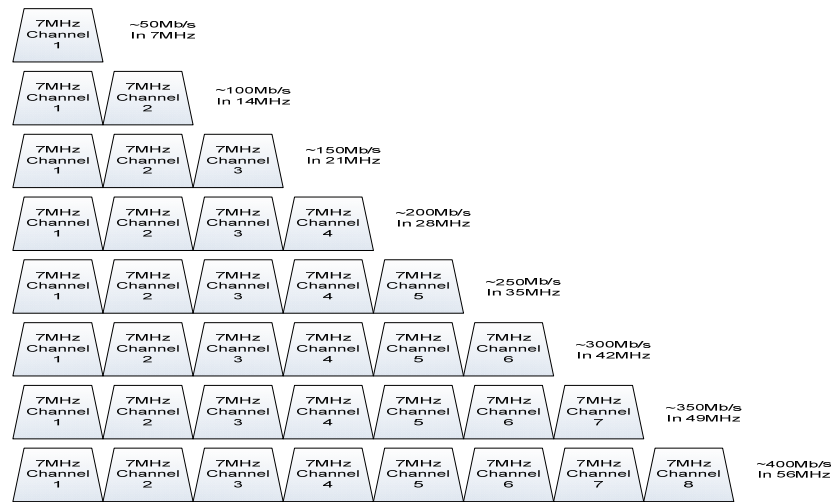 7MHz
Channel
1
~50Mb/s
In 7MHz
7MHz 7MHz
Channel Channel
1 2
~100Mb/s
In 14MHz
7MHz 7MHz 7MHz
Channel Channel Channel
1 2 3
~150Mb/s
In 21MHz
7MHz 7MHz 7MHz 7MHz
Channel Channel Channel Channel
1 2 3 4
~200Mb/s
In 28MHz
7MHz 7MHz 7MHz 7MHz 7MHz
Channel Channel Channel Channel Channel
1 2 3 4 5
~250Mb/s
In 35MHz
7MHz 7MHz 7MHz 7MHz 7MHz 7MHz
Channel Channel Channel Channel Channel Channel
1 2 3 4 5 6
~300Mb/s
In 42MHz
7MHz 7MHz 7MHz 7MHz 7MHz 7MHz 7MHz
Channel Channel Channel Channel Channel Channel Channel
1 2 3 4 5 6 7
~350Mb/s
In 49MHz
7MHz 7MHz 7MHz 7MHz 7MHz 7MHz 7MHz 7MHz
Channel Channel Channel Channel Channel Channel Channel Channel
1 2 3 4 5 6 7 8
~400Mb/s
In 56MHz